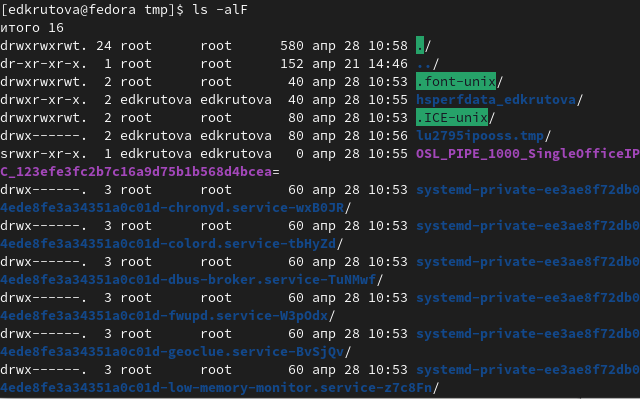 [edkrutova@fedora tmp]$ ls -alF
итого 16
drwxrwxrwt. 24 root      root      580 апр 28 10:58 ./
dr-xr-xr-x.  1 root      root      152 апр 21 14:46 ../
drwxrwxrwt.  2 root      root       40 апр 28 10:53 .font-unix/
drwxr-xr-x.  2 edkrutova edkrutova  40 апр 28 10:55 hsperfdata_edkrutova/
drwxrwxrwt.  2 root      root       80 апр 28 10:53 .ICE-unix/
drwx------.  2 edkrutova edkrutova  80 апр 28 10:56 lu2795ipooss.tmp/
srwxr-xr-x.  1 edkrutova edkrutova   0 апр 28 10:55 OSL_PIPE_1000_SingleOfficeIP
C_123efe3fc2b7c16a9d75b1b568d4bcea=
drwx------.  3 root      root       60 апр 28 10:53 systemd-private-ee3ae8f72db0
4ede8fe3a34351a0c01d-chronyd.service-wxB0JR/
drwx------.  3 root      root       60 апр 28 10:53 systemd-private-ee3ae8f72db0
4ede8fe3a34351a0c01d-colord.service-tbHyZd/
drwx------.  3 root      root       60 апр 28 10:53 systemd-private-ee3ae8f72db0
4ede8fe3a34351a0c01d-dbus-broker.service-TuNMwf/
drwx------.  3 root      root       60 апр 28 10:53 systemd-private-ee3ae8f72db0
4ede8fe3a34351a0c01d-fwupd.service-W3pOdx/
drwx------.  3 root      root       60 апр 28 10:53 systemd-private-ee3ae8f72db0
4ede8fe3a34351a0c01d-geoclue.service-BvSjQv/
drwx------.  3 root      root       60 апр 28 10:53 systemd-private-ee3ae8f72db0
4ede8fe3a34351a0c01d-low-memory-monitor.service-z7c8Fn/